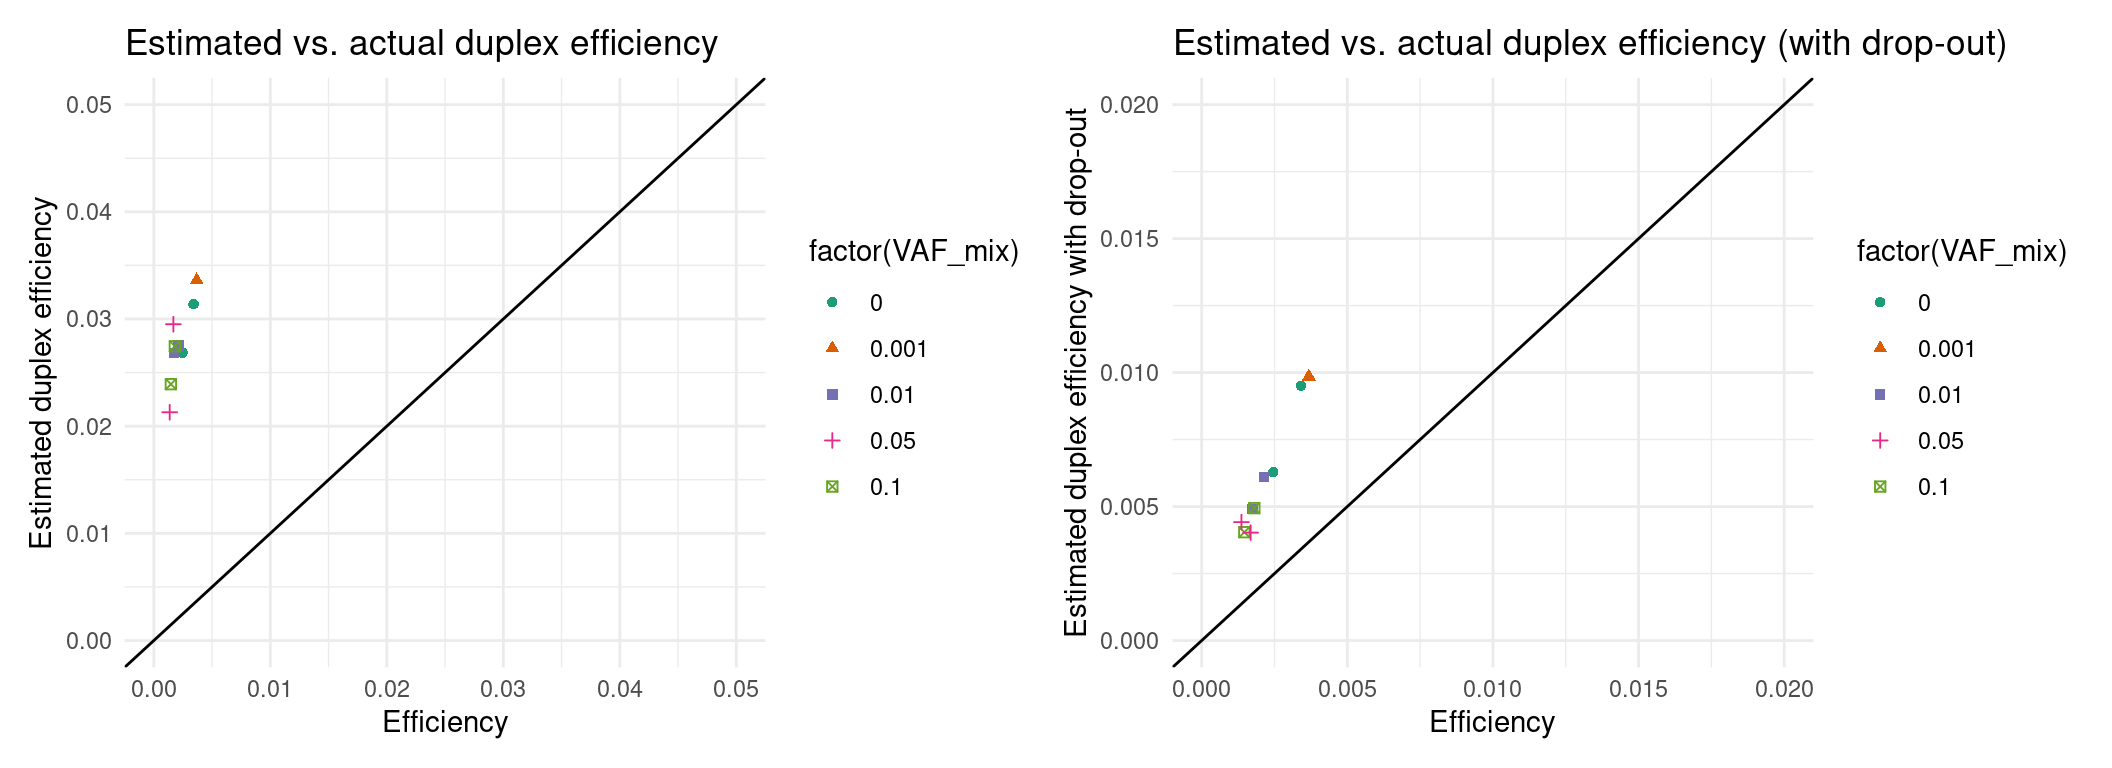 Estimated vs. actual duplex efficiency
Estimated duplex efficiency
0.05
0.04
0.03
0.02
0.01
0.00
0.00 0.01 0.02 0.03 0.04 0.05
Efficiency
factor(VAF_mix)
0
0.001
0.01
0.05
0.1
Estimated vs. actual duplex efficiency (with drop-out)
Estimated duplex efficiency with drop-out
0.020
0.015
0.010
0.005
0.000
0.000 0.005 0.010 0.015 0.020
Efficiency
factor(VAF_mix)
0
0.001
0.01
0.05
0.1